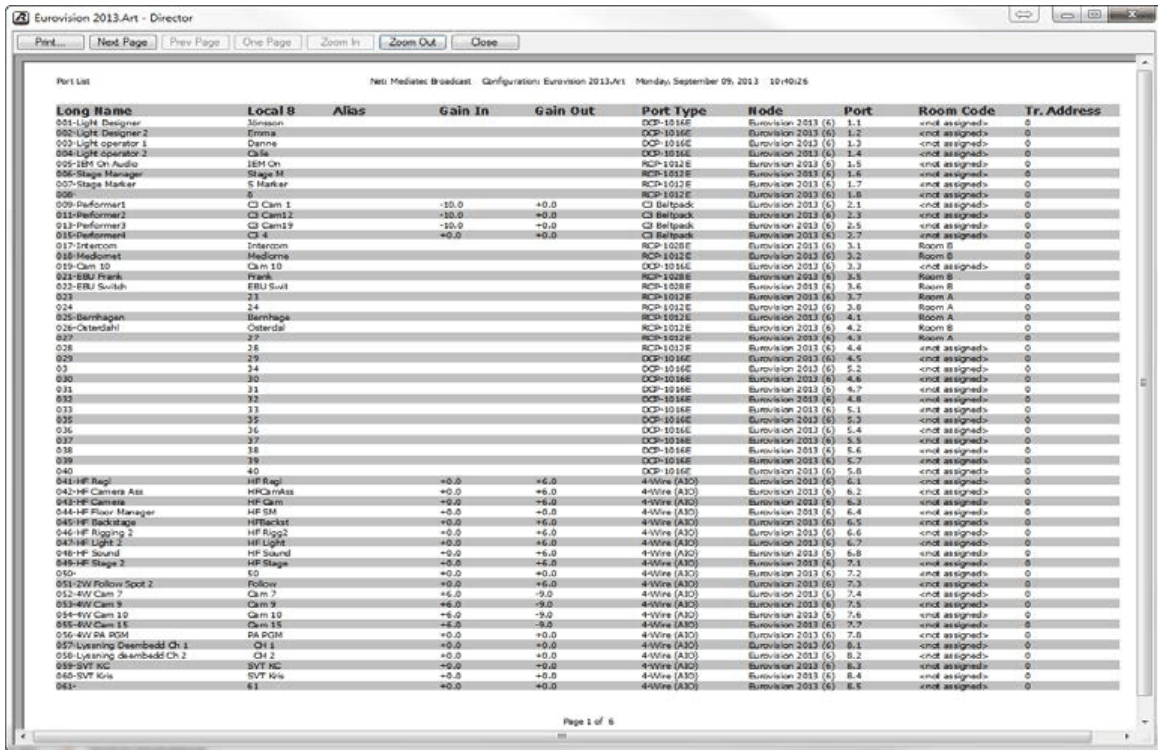 Eurovision 2013.Art - Director
Print... Next Page Prev Page One Page Zoom In Zoom Out Close
Port List Net: Mediatec Broadcast Configuration: Eurovision 2013.Art Monday, September 09, 2013 10:40:26
Long Name Local 8 Alias Gain In Gain Out Port Type Node Port Room Code Tr. Address
001-Light Designer Jönsson DCP-1016E Eurovision 2013 (6) 1.1 <not assigned> 0
002-Light Designer 2 Emma DCP-1016E Eurovision 2013 (6) 1.2 <not assigned> 0
003-Light operator 1 Danne DCP-1016E Eurovision 2013 (6) 1.3 <not assigned> 0
004-Light operator 2 Calle DCP-1016E Eurovision 2013 (6) 1.4 <not assigned> 0
005-IEM On Audio IEM On RCP-1012E Eurovision 2013 (6) 1.5 <not assigned> 0
006-Stage Manager Stage M RCP-1012E Eurovision 2013 (6) 1.6 <not assigned> 0
007-Stage Marker S Marker RCP-1012E Eurovision 2013 (6) 1.7 <not assigned> 0
008- RCP-1012E Eurovision 2013 (6) 1.8 <not assigned> 0
009-Performer1 C3 Cam 1 -10.0 +0.0 C3 Beltpack Eurovision 2013 (6) 2.1 <not assigned> 0
011-Performer2 C3 Cam12 -10.0 +0.0 C3 Beltpack Eurovision 2013 (6) 2.3 <not assigned> 0
013-Performer3 C3 Cam19 -10.0 +0.0 C3 Beltpack Eurovision 2013 (6) 2.5 <not assigned> 0
015-Performer4 C3 4 +0.0 +0.0 C3 Beltpack Eurovision 2013 (6) 2.7 <not assigned> 0
017-Intercom Intercom RCP-1028E Eurovision 2013 (6) 3.1 Room B 0
018-Mediornet Mediorne RCP-1012E Eurovision 2013 (6) 3.2 Room B 0
019-Cam 10 Cam 10 DCP-1016E Eurovision 2013 (6) 3.3 <not assigned> 0
021-EBU Frank Frank RCP-1028E Eurovision 2013 (6) 3.5 Room B 0
022-EBU Switch EBU Swit RCP-1028E Eurovision 2013 (6) 3.6 Room B 0
023 23 RCP-1012E Eurovision 2013 (6) 3.7 Room A 0
024 24 RCP-1012E Eurovision 2013 (6) 3.8 Room A 0
025-Bernhagen Bernhage RCP-1012E Eurovision 2013 (6) 4.1 Room A 0
026-Österdahl Österdal RCP-1012E Eurovision 2013 (6) 4.2 Room B 0
027 27 RCP-1012E Eurovision 2013 (6) 4.3 Room A 0
028 28 RCP-1012E Eurovision 2013 (6) 4.4 <not assigned> 0
029 29 DCP-1016E Eurovision 2013 (6) 4.5 <not assigned> 0
03 34 DCP-1016E Eurovision 2013 (6) 5.2 <not assigned> 0
030 30 DCP-1016E Eurovision 2013 (6) 4.6 <not assigned> 0
031 31 DCP-1016E Eurovision 2013 (6) 4.7 <not assigned> 0
032 32 DCP-1016E Eurovision 2013 (6) 4.8 <not assigned> 0
033 33 DCP-1016E Eurovision 2013 (6) 5.1 <not assigned> 0
035 35 DCP-1016E Eurovision 2013 (6) 5.3 <not assigned> 0
036 36 DCP-1016E Eurovision 2013 (6) 5.4 <not assigned> 0
037 37 DCP-1016E Eurovision 2013 (6) 5.5 <not assigned> 0
038 38 DCP-1016E Eurovision 2013 (6) 5.6 <not assigned> 0
039 39 DCP-1016E Eurovision 2013 (6) 5.7 <not assigned> 0
040 40 DCP-1016E Eurovision 2013 (6) 5.8 <not assigned> 0
041-HF Regi HF Regi +0.0 +6.0 4-Wire (AIO) Eurovision 2013 (6) 6.1 <not assigned> 0
042-HF Camera Ass HFCamAss +0.0 +6.0 4-Wire (AIO) Eurovision 2013 (6) 6.2 <not assigned> 0
043-HF Camera HF Cam +0.0 +6.0 4-Wire (AIO) Eurovision 2013 (6) 6.3 <not assigned> 0
044-HF Floor Manager HF SM +0.0 +6.0 4-Wire (AIO) Eurovision 2013 (6) 6.4 <not assigned> 0
045-HF Backstage HFBackst +0.0 +6.0 4-Wire (AIO) Eurovision 2013 (6) 6.5 <not assigned> 0
046-HF Rigging 2 HF Rigg2 +0.0 +6.0 4-Wire (AIO) Eurovision 2013 (6) 6.6 <not assigned> 0
047-HF Light 2 HF Light +0.0 +6.0 4-Wire (AIO) Eurovision 2013 (6) 6.7 <not assigned> 0
048-HF Sound HF Sound +0.0 +6.0 4-Wire (AIO) Eurovision 2013 (6) 6.8 <not assigned> 0
049-HF Stage 2 HF Stage +0.0 +6.0 4-Wire (AIO) Eurovision 2013 (6) 7.1 <not assigned> 0
050- 50 +0.0 +0.0 4-Wire (AIO) Eurovision 2013 (6) 7.2 <not assigned> 0
051-2W Follow Spot 2 Follow +0.0 +0.0 4-Wire (AIO) Eurovision 2013 (6) 7.3 <not assigned> 0
052-4W Cam 7 Cam 7 +6.0 -9.0 4-Wire (AIO) Eurovision 2013 (6) 7.4 <not assigned> 0
053-4W Cam 9 Cam 9 +6.0 -9.0 4-Wire (AIO) Eurovision 2013 (6) 7.5 <not assigned> 0
054-4W Cam 10 Cam 10 +6.0 -9.0 4-Wire (AIO) Eurovision 2013 (6) 7.6 <not assigned> 0
055-4W Cam 15 Cam 15 +6.0 -9.0 4-Wire (AIO) Eurovision 2013 (6) 7.7 <not assigned> 0
056-4W PA PGM PA PGM +0.0 +0.0 4-Wire (AIO) Eurovision 2013 (6) 7.8 <not assigned> 0
057-Lyssning Deembedd Ch 1 CH 1 +0.0 +0.0 4-Wire (AIO) Eurovision 2013 (6) 8.1 <not assigned> 0
058-Lyssning deembedd Ch 2 CH 2 +0.0 +0.0 4-Wire (AIO) Eurovision 2013 (6) 8.2 <not assigned> 0
059-SVT KC SVT KC +0.0 +0.0 4-Wire (AIO) Eurovision 2013 (6) 8.3 <not assigned> 0
060-SVT Kris SVT Kris +0.0 +0.0 4-Wire (AIO) Eurovision 2013 (6) 8.4 <not assigned> 0
061- 61 +0.0 +0.0 4-Wire (AIO) Eurovision 2013 (6) 8.5 <not assigned> 0
Page 1 of 6